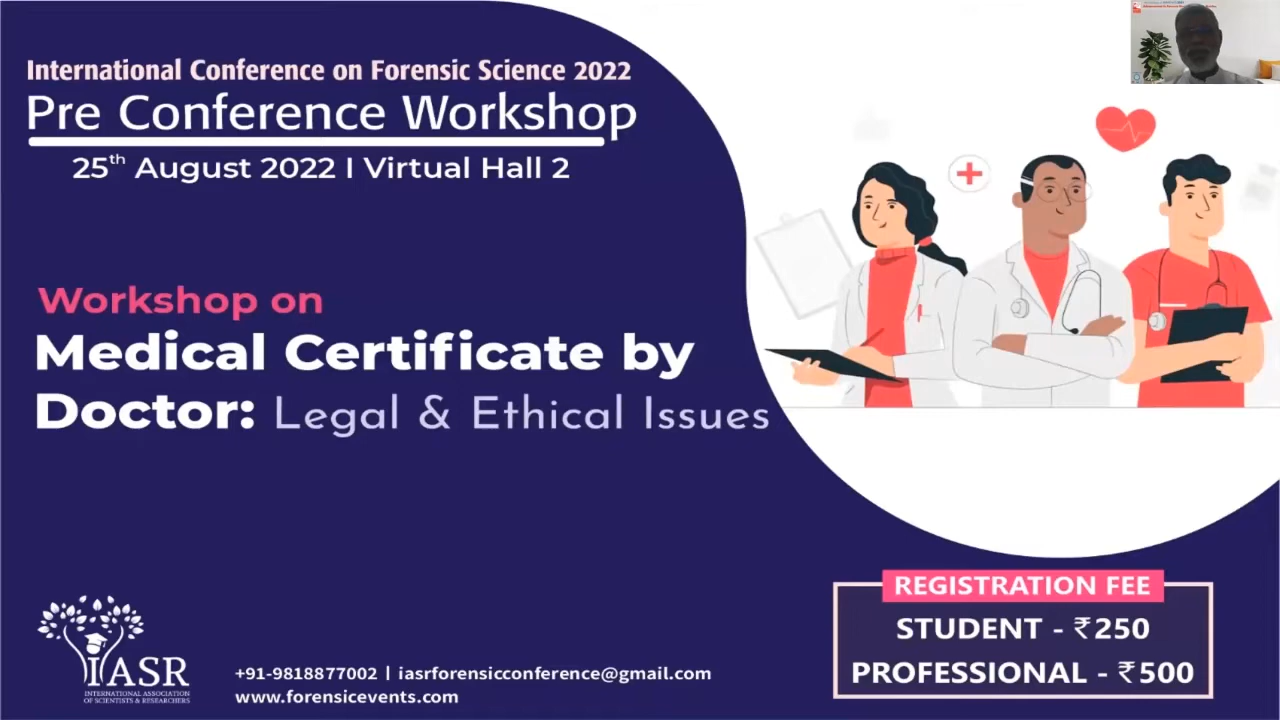 International Conference on Forensic Science 2022
Pre Conference Workshop
25th August 2022 | Virtual Hall 2
Workshop on
Medical Certificate by
Doctor: Legal & Ethical Issues
REGISTRATION FEE
STUDENT - ₹250
PROFESSIONAL - ₹500
IASR
INTERNATIONAL ASSOCIATION
OF SCIENTISTS & RESEARCHERS
+91-9818877002 | iasrforensicconference@gmail.com
www.forensicevents.com